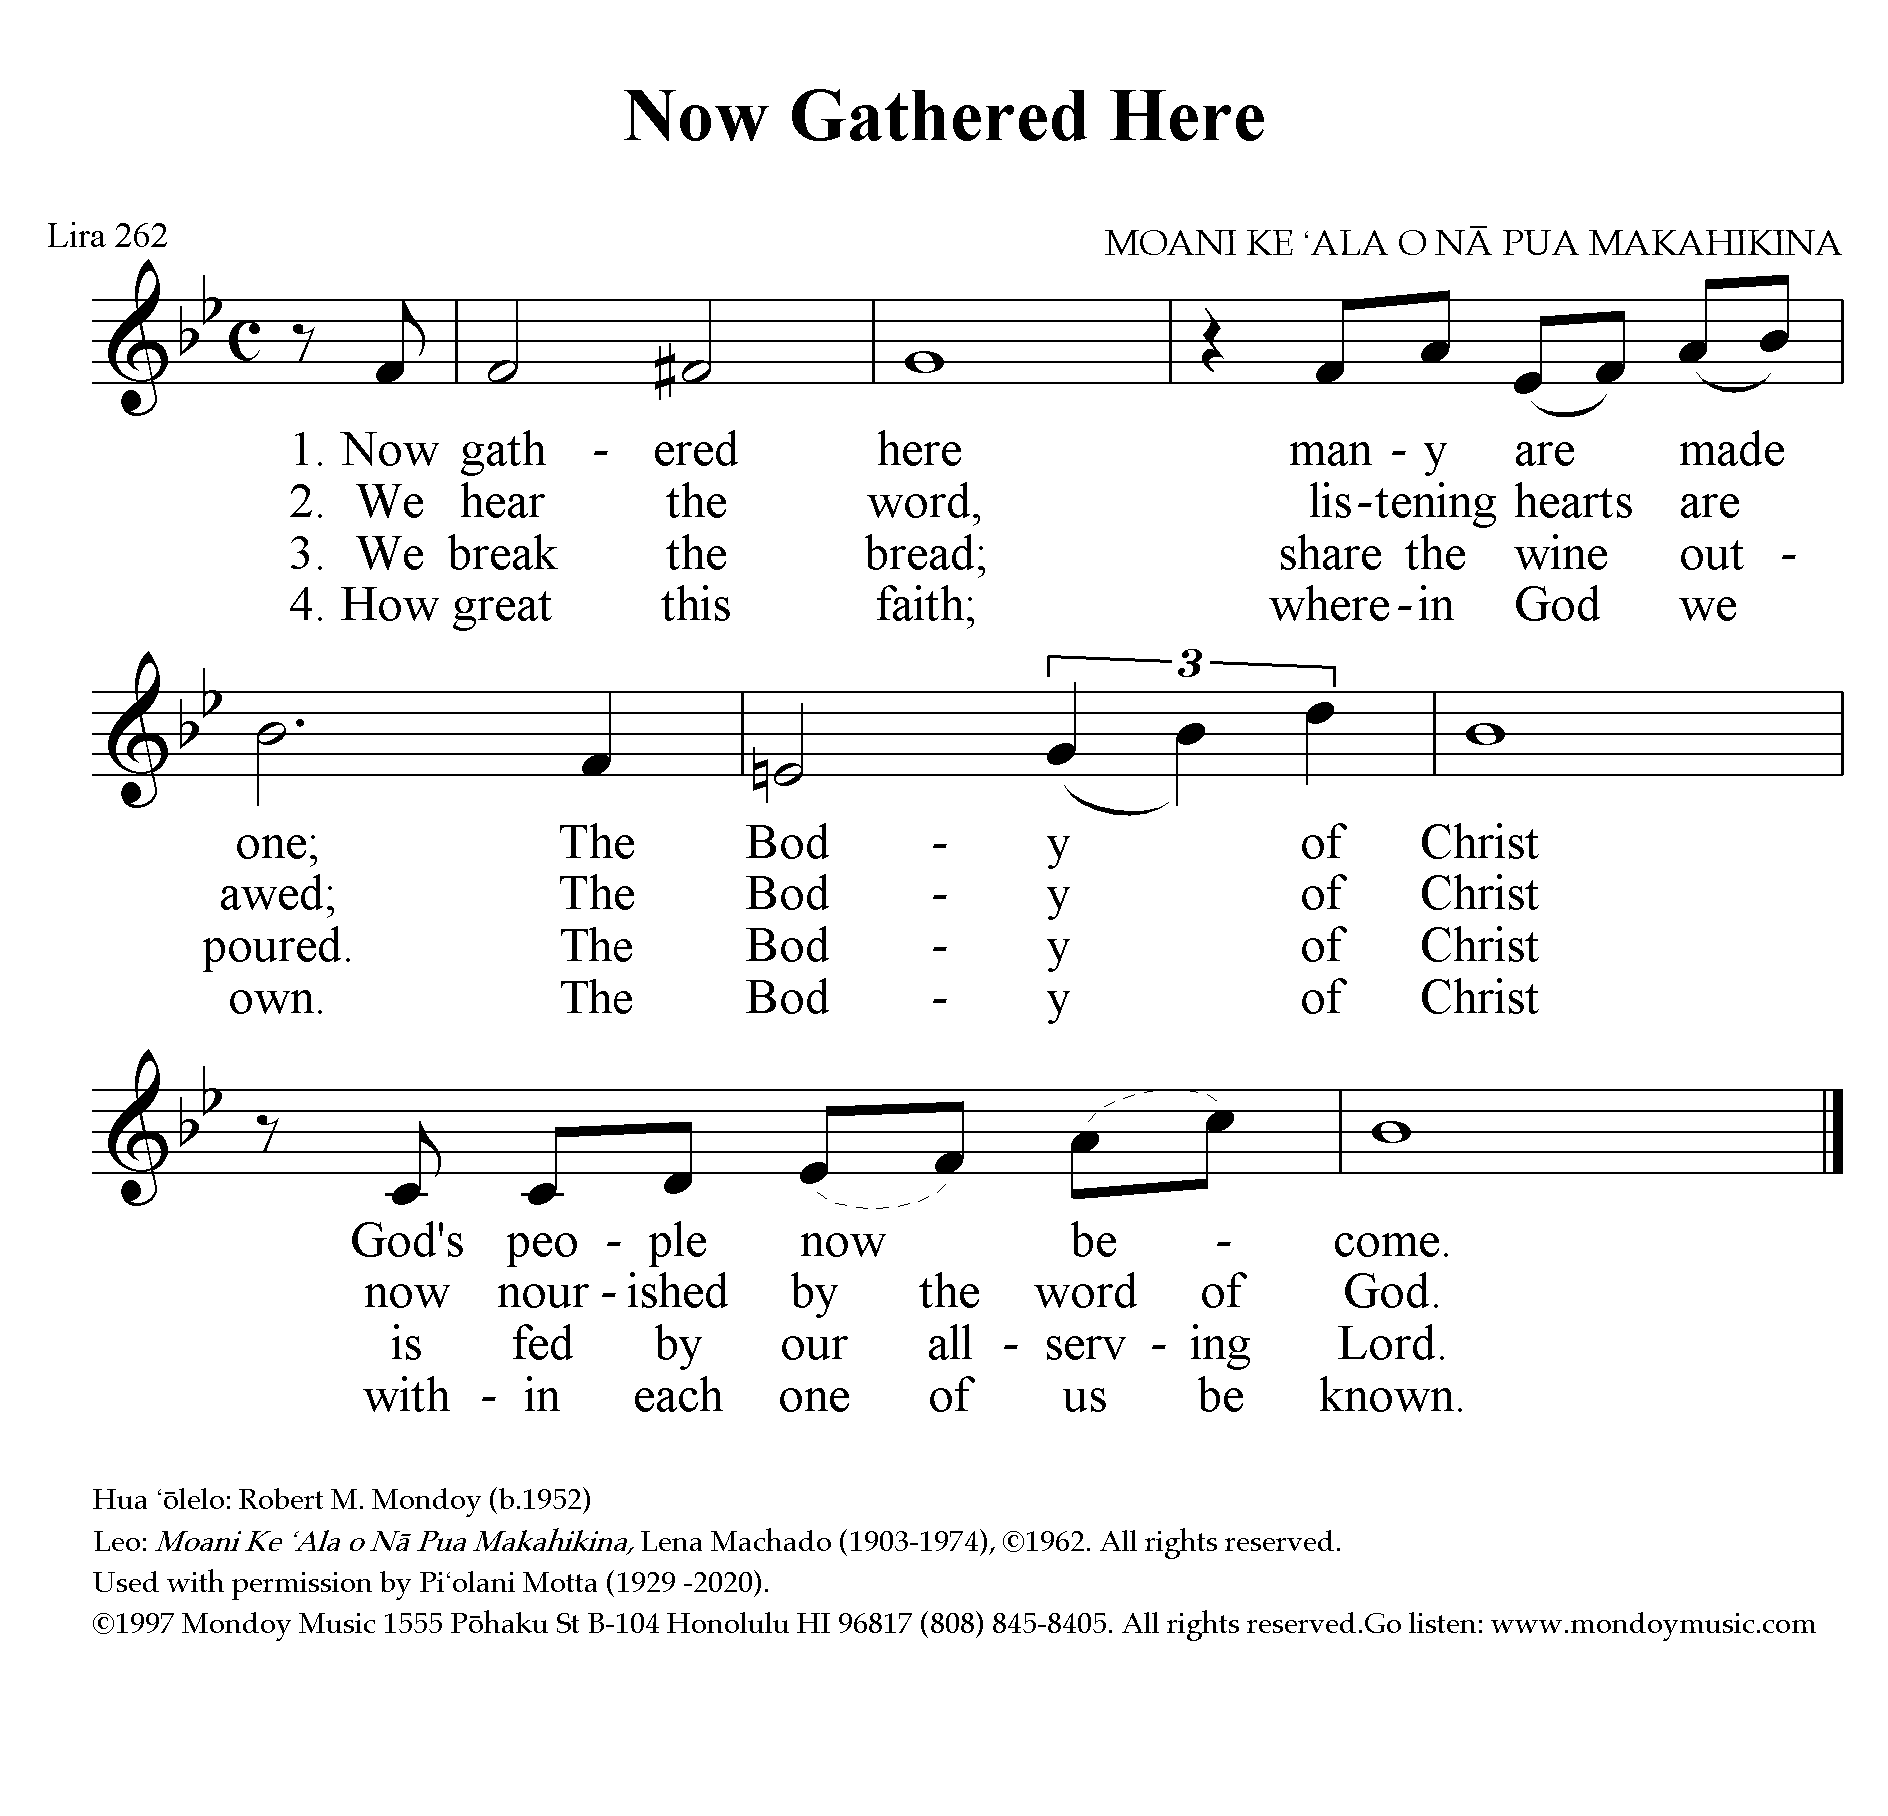 Now Gathered Here
Lira 262
MOANI KE ʻALA O NĀ PUA MAKAHIKINA
1. Now gath - ered here man - y are made
2. We hear the word, lis - tening hearts are
3. We break the bread; share the wine out -
4. How great this faith; where - in God we
3
one; The Bod - y of Christ
awed; The Bod - y of Christ
poured. The Bod - y of Christ
own. The Bod - y of Christ
God's peo - ple now be - come.
now nour - ished by the word of God.
is fed by our all - serv - ing Lord.
with - in each one of us be known.
Hua ʻōlelo: Robert M. Mondoy (b.1952)
Leo: Moani Ke ʻAla o Nā Pua Makahikina, Lena Machado (1903-1974), ©1962. All rights reserved.
Used with permission by Piʻolani Motta (1929 -2020).
©1997 Mondoy Music 1555 Pōhaku St B-104 Honolulu HI 96817 (808) 845-8405. All rights reserved.Go listen: www.mondoymusic.com